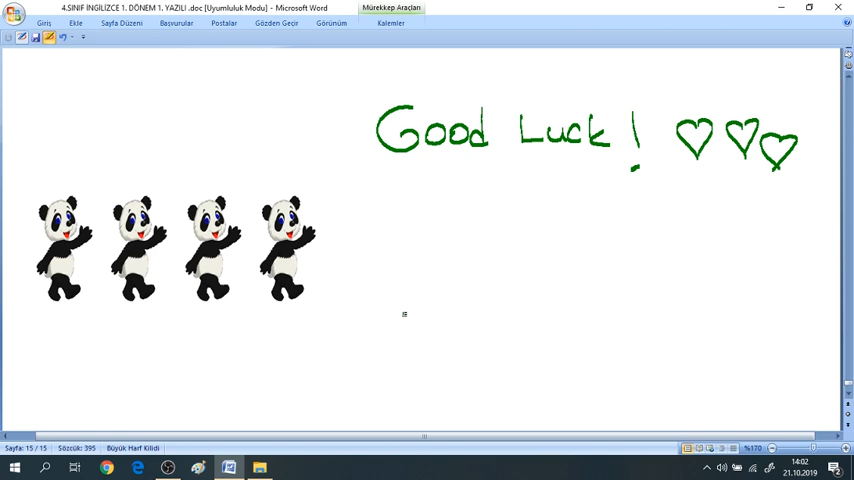 4.SINIF İNGİLİZCE 1. DÖNEM 1. YAZILI .doc [Uyumluluk Modu] - Microsoft Word
Mürekkep Araçları
Giriş Ekle Sayfa Düzeni Başvurular Postalar Gözden Geçir Görünüm Kalemler
Good Luck!
Sayfa: 15 / 15 Sözcük: 395 Büyük Harf Kilidi %170
14:02
21.10.2019
2